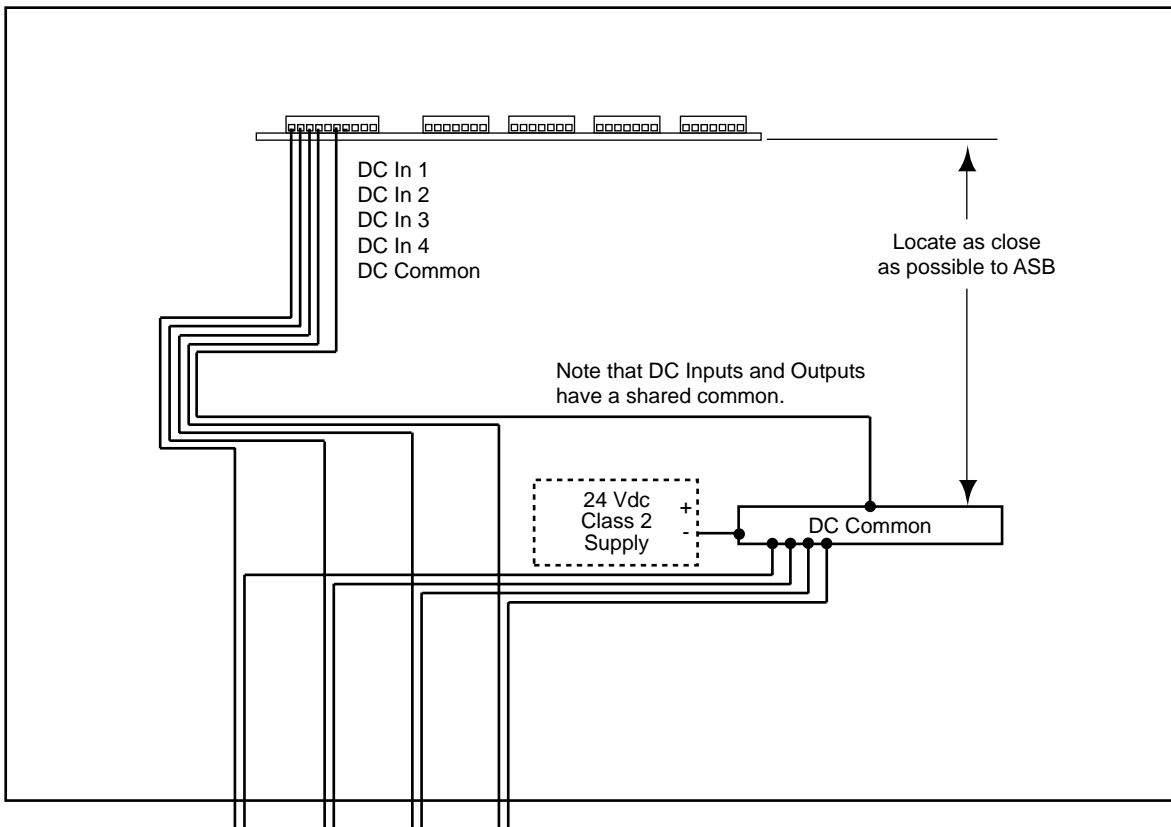 DC In 1
DC In 2
DC In 3
DC In 4
DC Common
Locate as close
as possible to ASB
Note that DC Inputs and Outputs
have a shared common.
24 Vdc
Class 2
Supply
+
-
DC Common